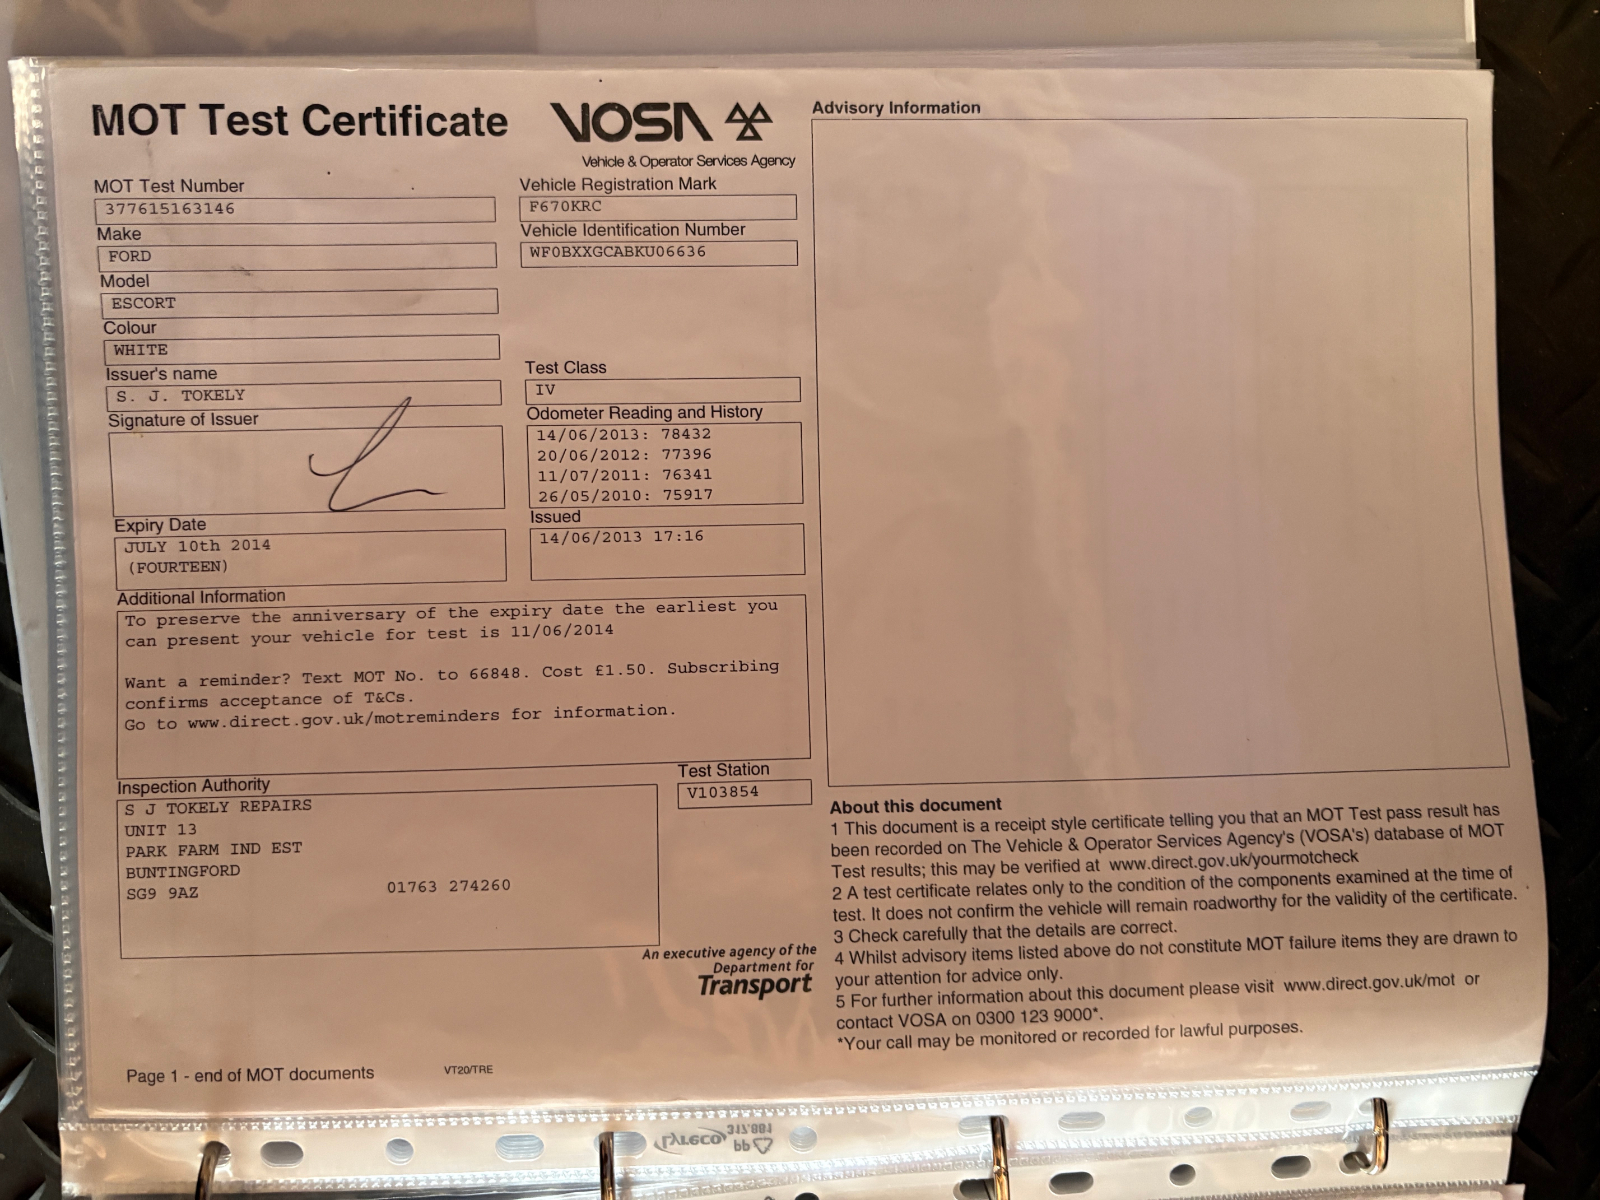 MOT Test Certificate
VOSA
Vehicle & Operator Services Agency
MOT Test Number
377615163146
Vehicle Registration Mark
F670KRC
Make
FORD
Vehicle Identification Number
WF0BXXGCABKU06636
Model
ESCORT
Colour
WHITE
Issuer's name
S. J. TOKELY
Test Class
IV
Signature of Issuer
Odometer Reading and History
14/06/2013: 78432
20/06/2012: 77396
11/07/2011: 76341
26/05/2010: 75917
Expiry Date
JULY 10th 2014
(FOURTEEN)
Issued
14/06/2013 17:16
Additional Information
To preserve the anniversary of the expiry date the earliest you
can present your vehicle for test is 11/06/2014
Want a reminder? Text MOT No. to 66848. Cost £1.50. Subscribing
confirms acceptance of T&Cs.
Go to www.direct.gov.uk/motreminders for information.
Inspection Authority
S J TOKELY REPAIRS
UNIT 13
PARK FARM IND EST
BUNTINGFORD
SG9 9AZ 01763 274260
Test Station
V103854
An executive agency of the
Department for
Transport
Page 1 - end of MOT documents
VT20/TRE
Advisory Information
About this document
1 This document is a receipt style certificate telling you that an MOT Test pass result has
been recorded on The Vehicle & Operator Services Agency's (VOSA's) database of MOT
Test results; this may be verified at www.direct.gov.uk/yourmotcheck
2 A test certificate relates only to the condition of the components examined at the time of
test. It does not confirm the vehicle will remain roadworthy for the validity of the certificate.
3 Check carefully that the details are correct.
4 Whilst advisory items listed above do not constitute MOT failure items they are drawn to
your attention for advice only.
5 For further information about this document please visit www.direct.gov.uk/mot or
contact VOSA on 0300 123 9000*.
*Your call may be monitored or recorded for lawful purposes.
Lyreco
317.881
PP